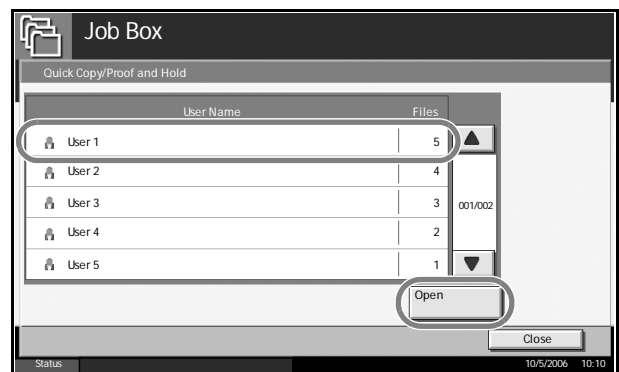 Job Box
Quick Copy/Proof and Hold
User Name Files
User 1 5
User 2 4
User 3 3
001/002
User 4 2
User 5 1
Open
Close
Status 10/5/2006 10:10